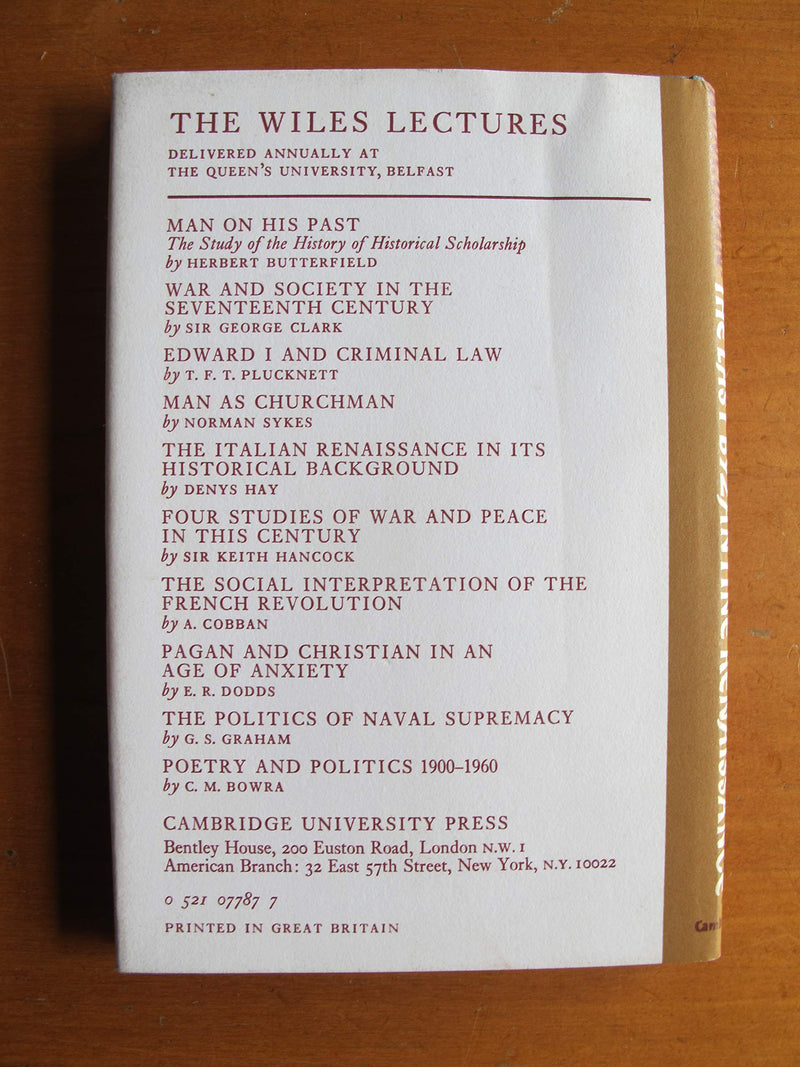 THE WILES LECTURES
DELIVERED ANNUALLY AT
THE QUEEN'S UNIVERSITY, BELFAST
MAN ON HIS PAST
The Study of the History of Historical Scholarship
by HERBERT BUTTERFIELD
WAR AND SOCIETY IN THE
SEVENTEENTH CENTURY
by SIR GEORGE CLARK
EDWARD I AND CRIMINAL LAW
by T. F. T. PLUCKNETT
MAN AS CHURCHMAN
by NORMAN SYKES
THE ITALIAN RENAISSANCE IN ITS
HISTORICAL BACKGROUND
by DENYS HAY
FOUR STUDIES OF WAR AND PEACE
IN THIS CENTURY
by SIR KEITH HANCOCK
THE SOCIAL INTERPRETATION OF THE
FRENCH REVOLUTION
by A. COBBAN
PAGAN AND CHRISTIAN IN AN
AGE OF ANXIETY
by E. R. DODDS
THE POLITICS OF NAVAL SUPREMACY
by G. S. GRAHAM
POETRY AND POLITICS 1900–1960
by C. M. BOWRA
CAMBRIDGE UNIVERSITY PRESS
Bentley House, 200 Euston Road, London N.W. 1
American Branch: 32 East 57th Street, New York, N.Y. 10022
0 521 07787 7
PRINTED IN GREAT BRITAIN
The Last Byzantine Renaissance